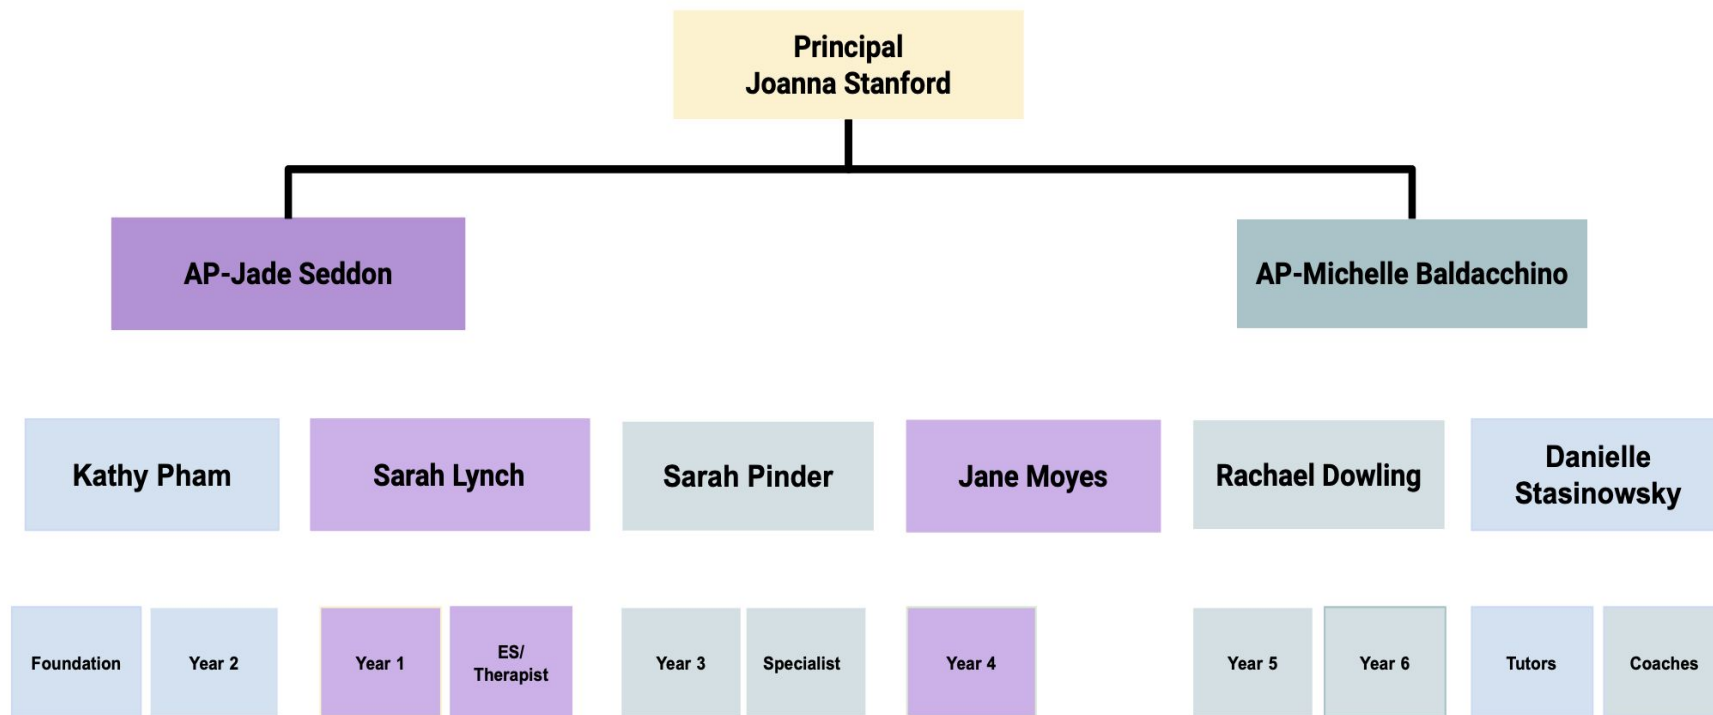 Principal
Joanna Stanford
AP-Jade Seddon
AP-Michelle Baldacchino
Kathy Pham
Sarah Lynch
Sarah Pinder
Jane Moyes
Rachael Dowling
Danielle
Stasinowsky
Foundation
Year 2
Year 1
ES/
Therapist
Year 3
Specialist
Year 4
Year 5
Year 6
Tutors
Coaches